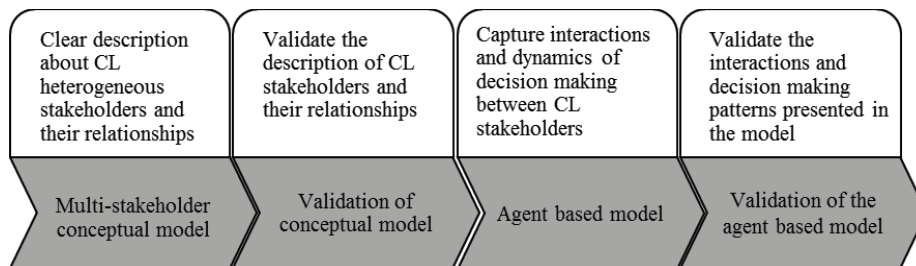 Clear description
about CL
heterogeneous
stakeholders and
their relationships
Validate the
description of CL
stakeholders and
their relationships
Capture interactions
and dynamics of
decision making
between CL
stakeholders
Validate the
interactions and
decision making
patterns presented in
the model
Multi-stakeholder
conceptual model
Validation of
conceptual model
Agent based model
Validation of the
agent based model